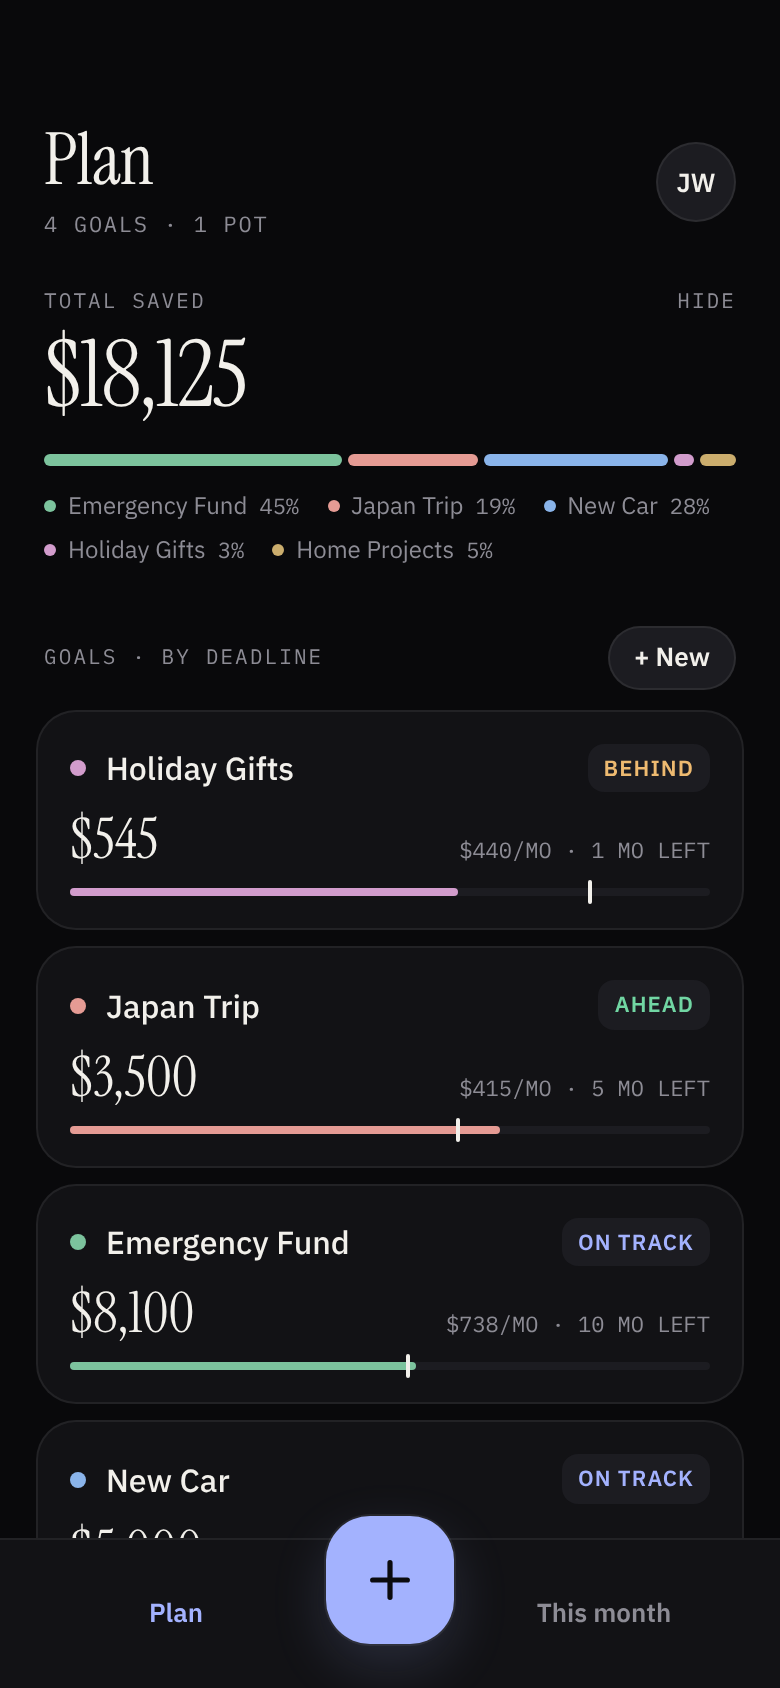 Plan
JW
4 GOALS · 1 POT
TOTAL SAVED
HIDE
$18,125
Emergency Fund 45% Japan Trip 19% New Car 28%
Holiday Gifts 3% Home Projects 5%
GOALS · BY DEADLINE
+ New
Holiday Gifts
BEHIND
$545
$440/MO · 1 MO LEFT
Japan Trip
AHEAD
$3,500
$415/MO · 5 MO LEFT
Emergency Fund
ON TRACK
$8,100
$738/MO · 10 MO LEFT
New Car
ON TRACK
Plan
+
This month